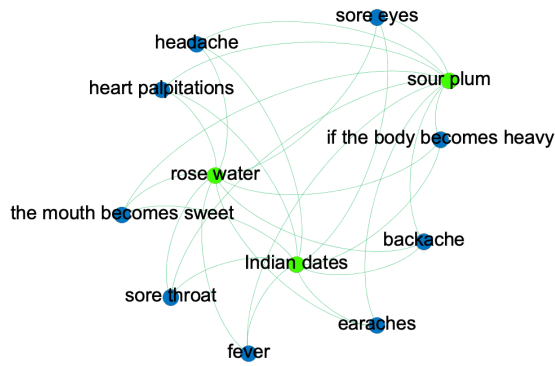 sore eyes
headache
sour plum
heart palpitations
if the body becomes heavy
rose water
the mouth becomes sweet
backache
Indian dates
sore throat
earaches
fever